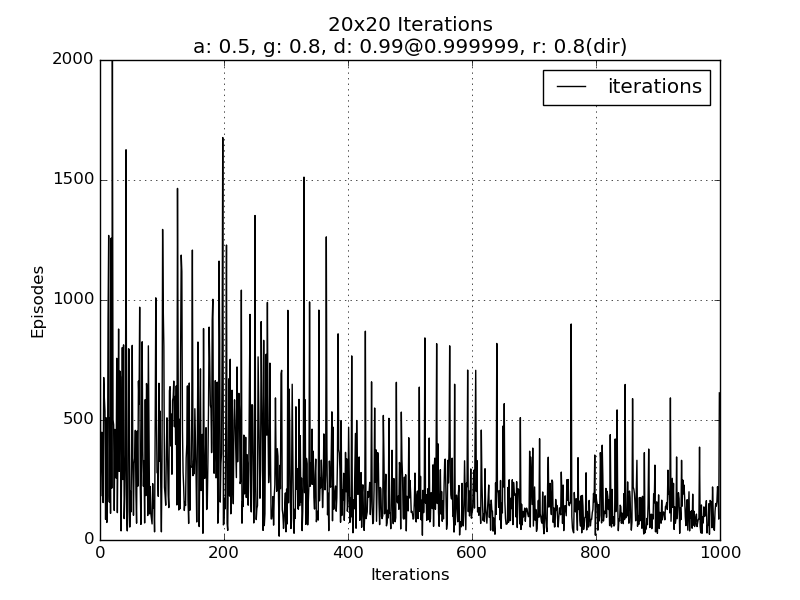 20x20 Iterations
a: 0.5, g: 0.8, d: 0.99@0.999999, r: 0.8(dir)
iterations
2000
1500
1000
500
0
Episodes
0 200 400 600 800 1000
Iterations